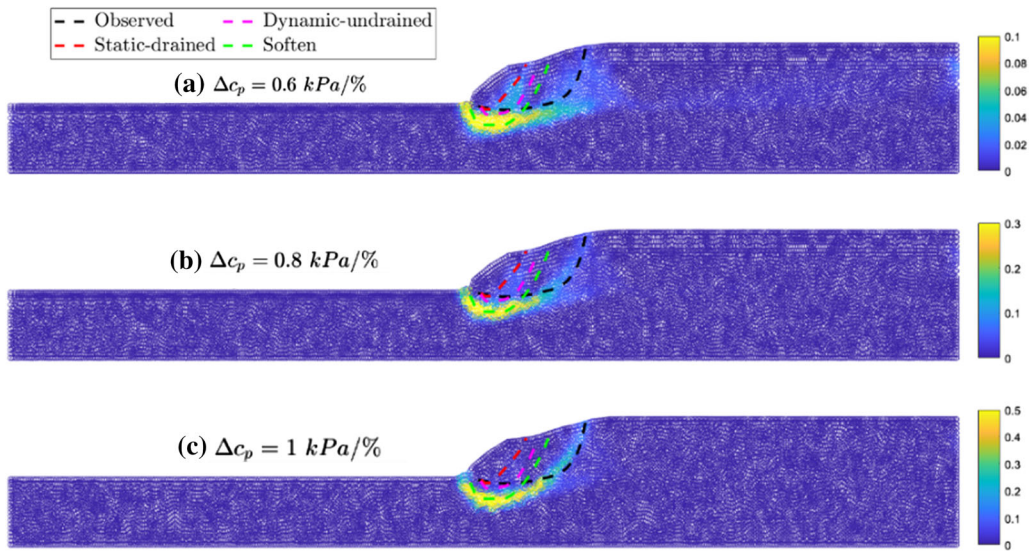 Observed
Dynamic-undrained
Static-drained
Soften
(a) Δc_p = 0.6 kPa/%
0.1
0.08
0.06
0.04
0.02
0
(b) Δc_p = 0.8 kPa/%
0.3
0.2
0.1
0
(c) Δc_p = 1 kPa/%
0.5
0.4
0.3
0.2
0.1
0